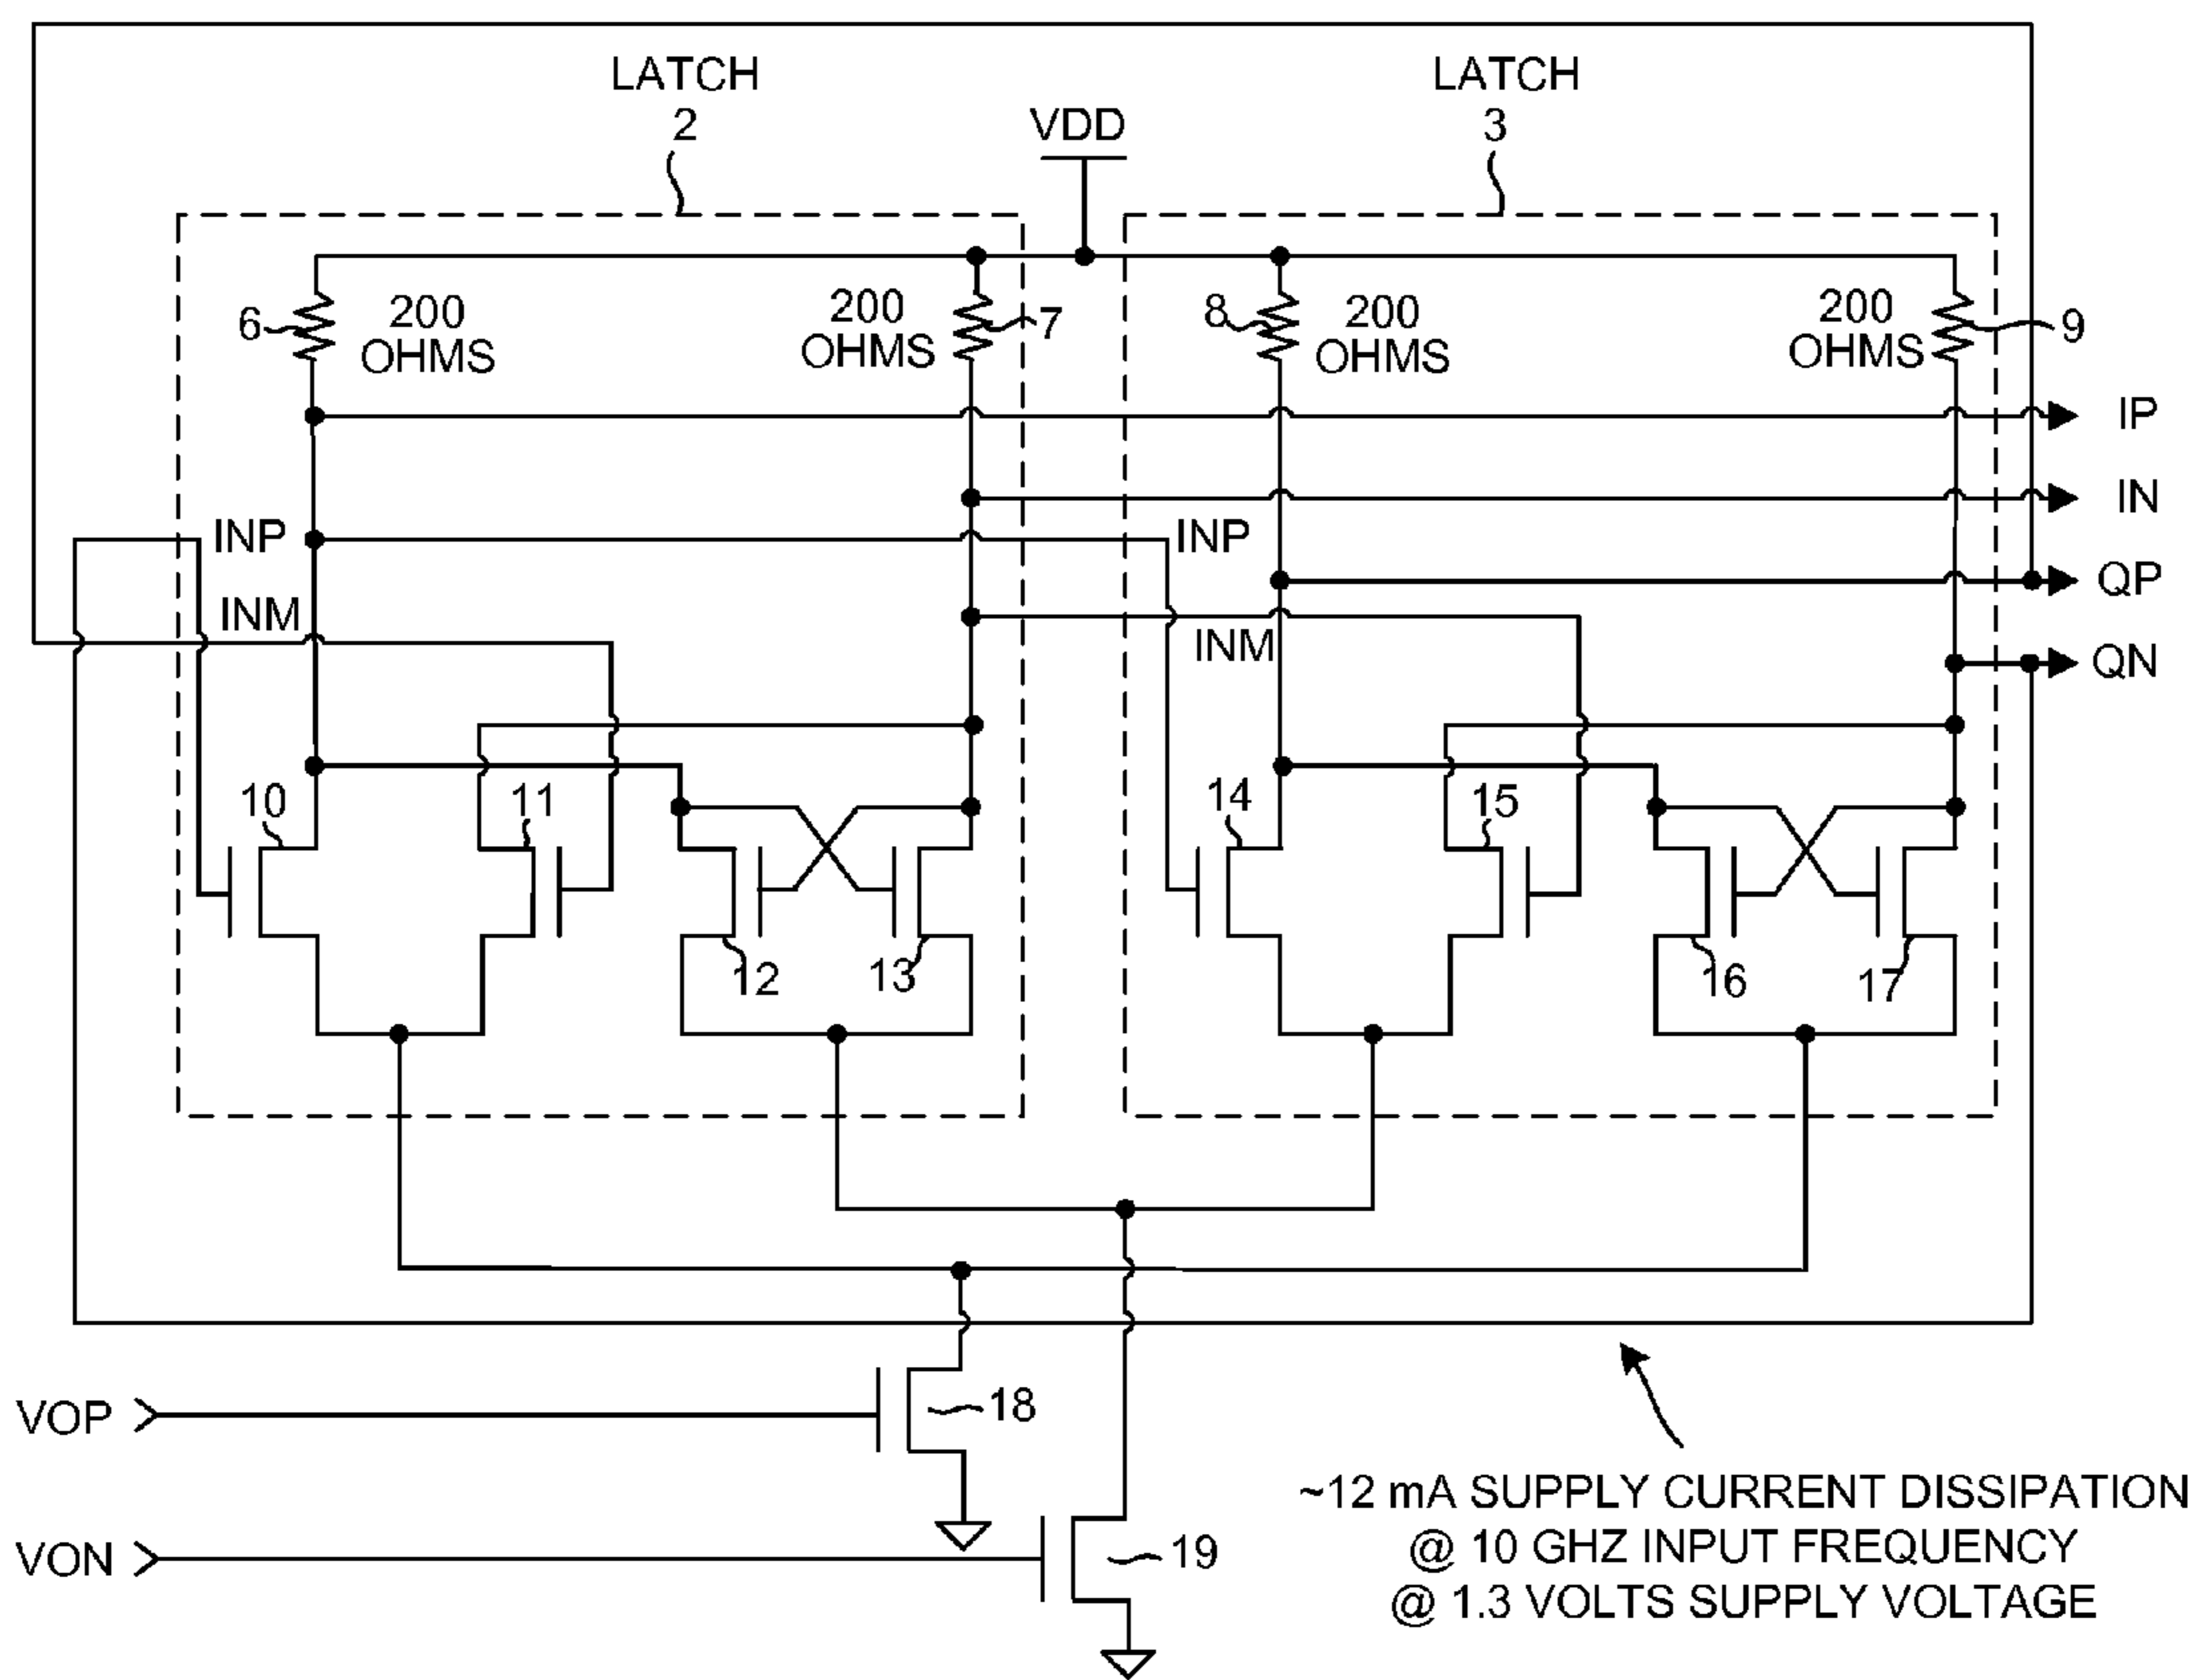 LATCH
2
LATCH
3
VDD
6
200
OHMS
200
OHMS
7
8
200
OHMS
200
OHMS
9
IP
IN
INP
INP
QP
INM
INM
QN
10
11
14
15
12
13
16
17
VOP
18
VON
19
~12 mA SUPPLY CURRENT DISSIPATION
@ 10 GHZ INPUT FREQUENCY
@ 1.3 VOLTS SUPPLY VOLTAGE